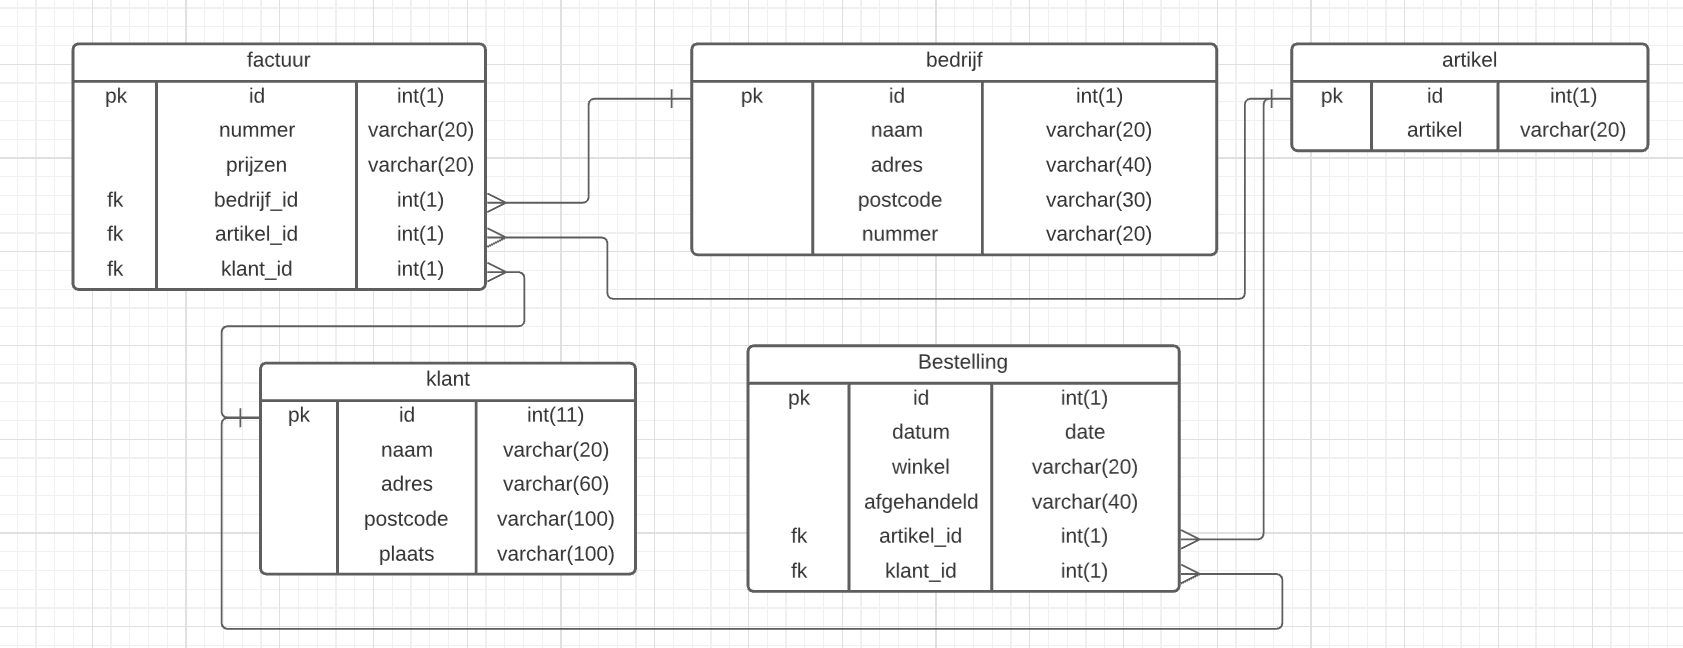 factuur
pk id int(1)
nummer varchar(20)
prijzen varchar(20)
fk bedrijf_id int(1)
fk artikel_id int(1)
fk klant_id int(1)
bedrijf
pk id int(1)
naam varchar(20)
adres varchar(40)
postcode varchar(30)
nummer varchar(20)
artikel
pk id int(1)
artikel varchar(20)
klant
pk id int(11)
naam varchar(20)
adres varchar(60)
postcode varchar(100)
plaats varchar(100)
Bestelling
pk id int(1)
datum date
winkel varchar(20)
afgehandeld varchar(40)
fk artikel_id int(1)
fk klant_id int(1)